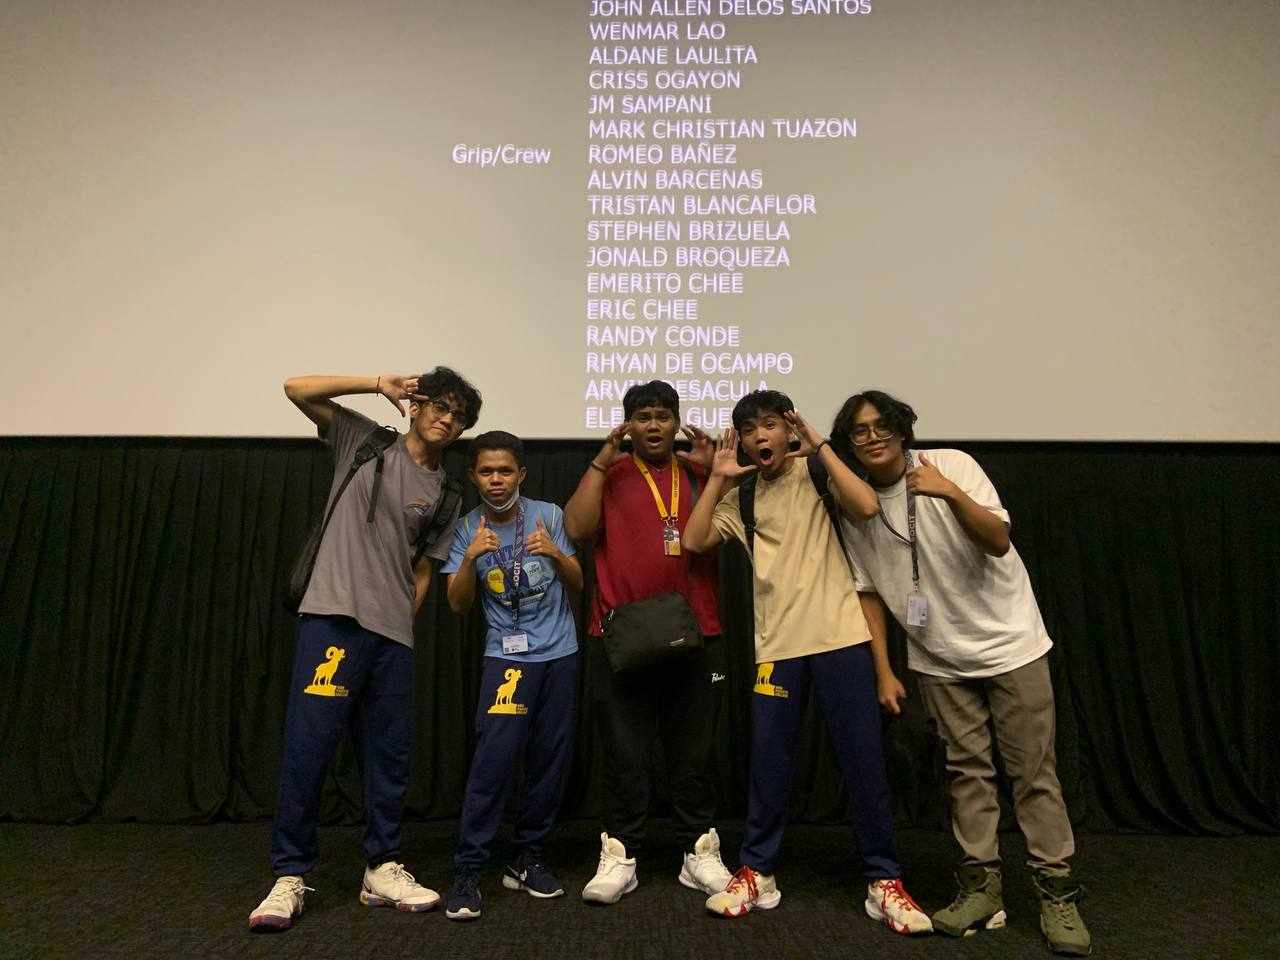 JOHN ALLEN DELOS SANTOS
WENMAR LAO
ALDANE LAULITA
CRISS OGAYON
JM SAMPANI
MARK CHRISTIAN TUAZON
Grip/Crew ROMEO BAÑEZ
ALVIN BARCENAS
TRISTAN BLANCAFLOR
STEPHEN BRIZUELA
JONALD BROQUEZA
EMERITO CHEE
ERIC CHEE
RANDY CONDE
RHYAN DE OCAMPO